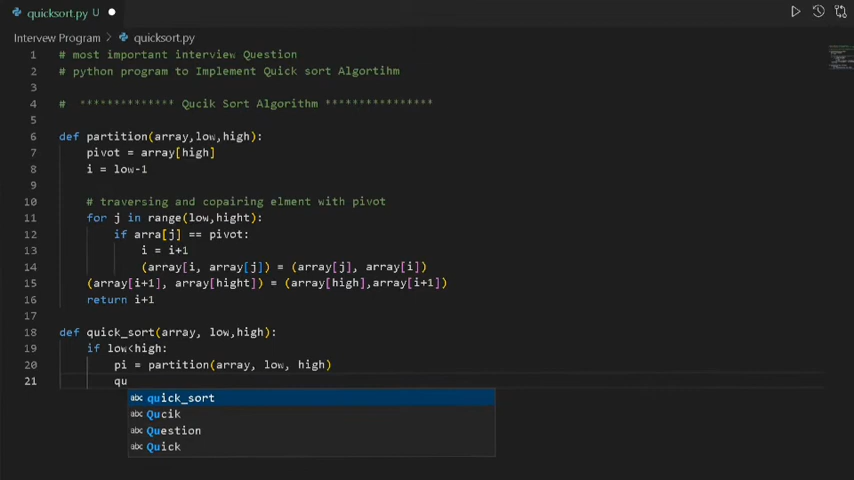 quicksort.py U
Intervew Program > quicksort.py
1 # most important interview Question
2 # python program to Implement Quick sort Algortihm
3
4 # ************** Qucik Sort Algorithm ****************
5
6 def partition(array,low,high):
7 pivot = array[high]
8 i = low-1
9
10 # traversing and copairing elment with pivot
11 for j in range(low,hight):
12 if arra[j] == pivot:
13 i = i+1
14 (array[i, array[j]) = (array[j], array[i])
15 (array[i+1], array[hight]) = (array[high],array[i+1])
16 return i+1
17
18 def quick_sort(array, low,high):
19 if low<high:
20 pi = partition(array, low, high)
21 qu
abc quick_sort
abc Qucik
abc Question
abc Quick